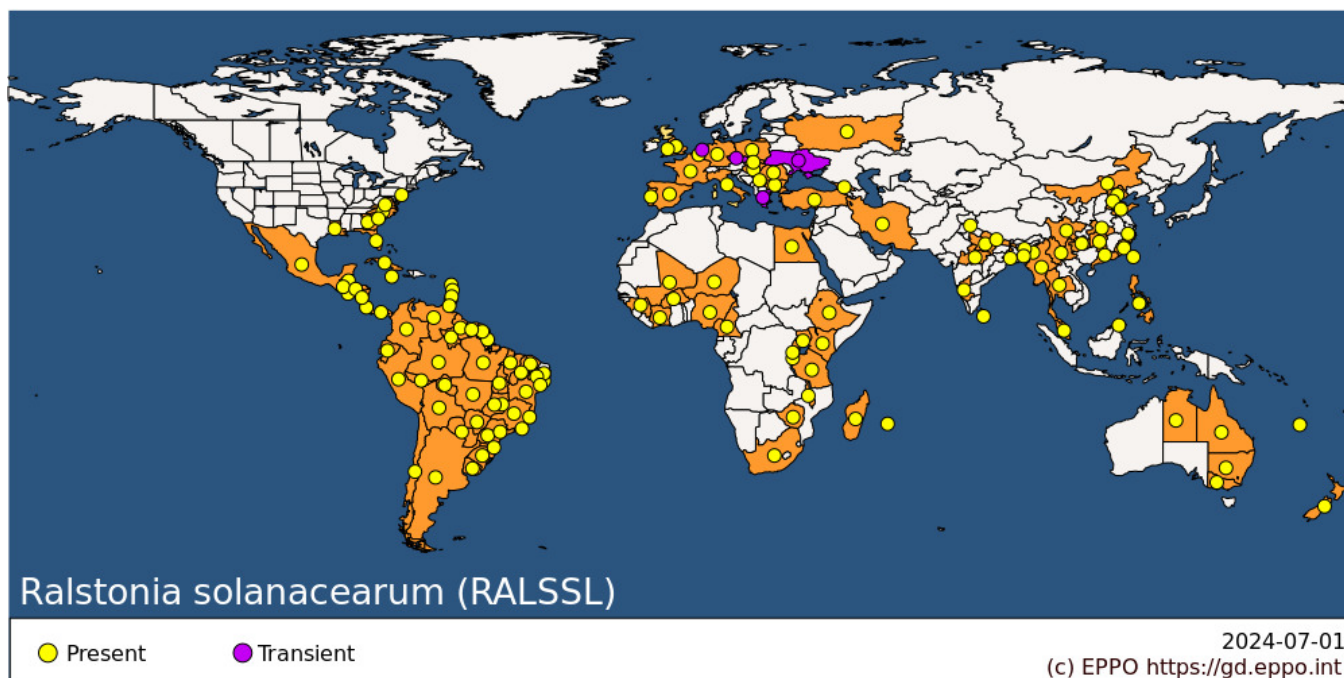 Ralstonia solanacearum (RALSSL)
Present
Transient
2024-07-01
(c) EPPO https://gd.eppo.int